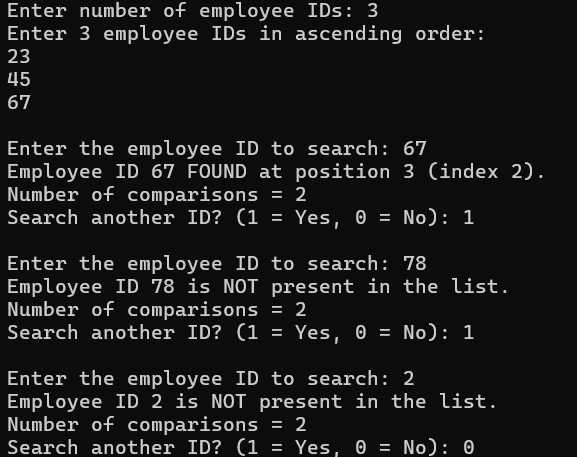 Enter number of employee IDs: 3
Enter 3 employee IDs in ascending order:
23
45
67
Enter the employee ID to search: 67
Employee ID 67 FOUND at position 3 (index 2).
Number of comparisons = 2
Search another ID? (1 = Yes, 0 = No): 1
Enter the employee ID to search: 78
Employee ID 78 is NOT present in the list.
Number of comparisons = 2
Search another ID? (1 = Yes, 0 = No): 1
Enter the employee ID to search: 2
Employee ID 2 is NOT present in the list.
Number of comparisons = 2
Search another ID? (1 = Yes, 0 = No): 0